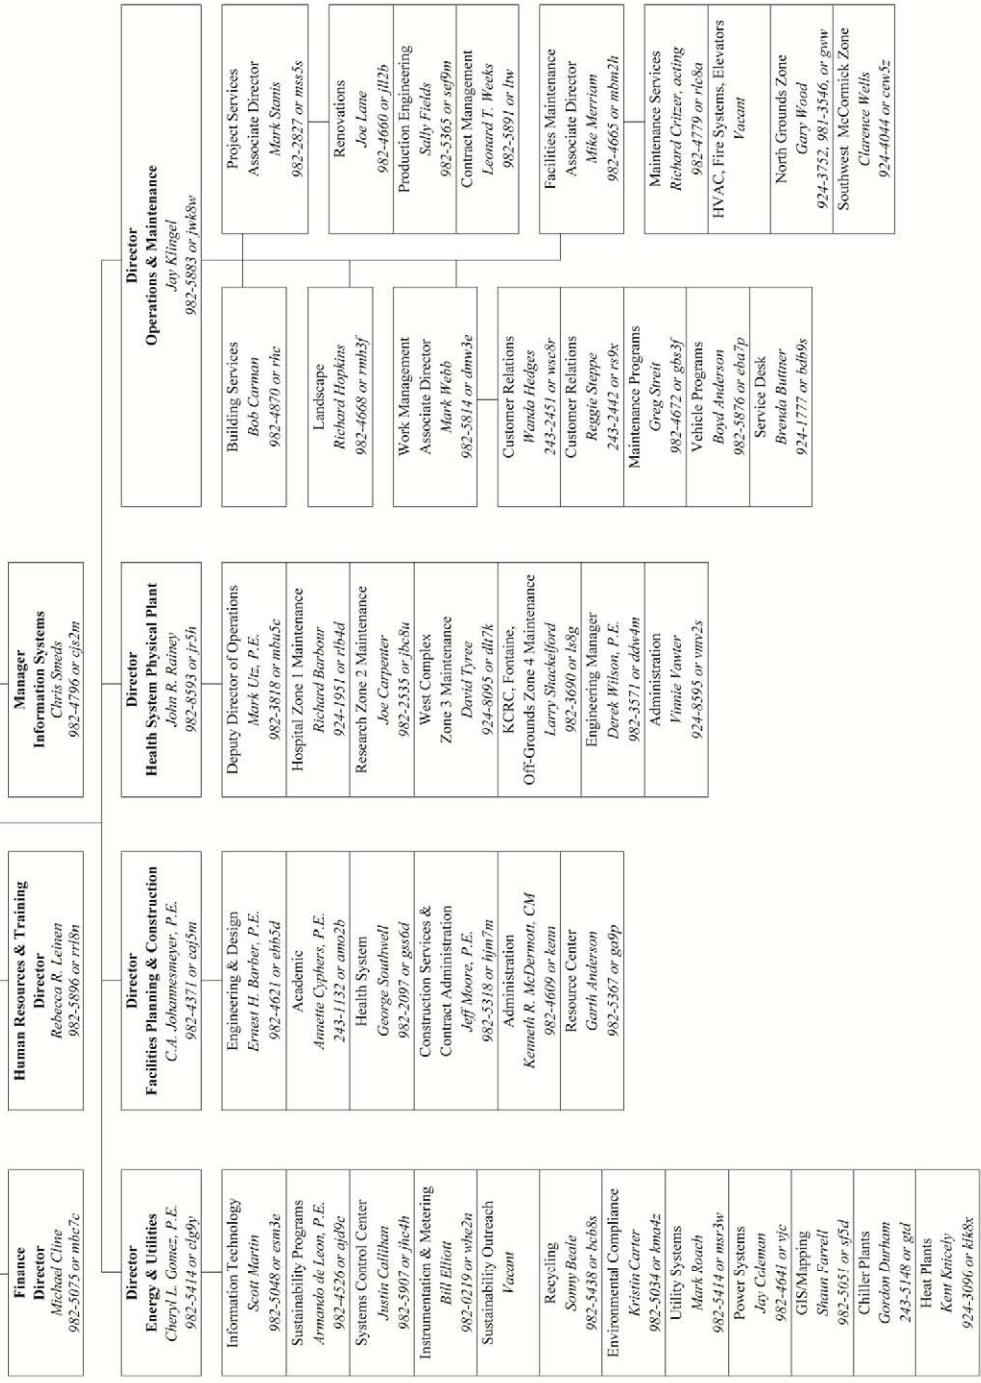 Finance
Director
Michael Cline
982-5075 or mbc7c
Human Resources & Training
Director
Rebecca R. Leinen
982-5896 or rrl8n
Manager
Information Systems
Chris Smeds
982-4796 or cjs2m
Director
Energy & Utilities
Cheryl L. Gomez, P.E.
982-5414 or clg9y
Information Technology
Scott Martin
982-5048 or esm3e
Sustainability Programs
Armando de Leon, P.E.
982-4526 or ajd9c
Systems Control Center
Justin Callihan
982-5907 or jhc4h
Instrumentation & Metering
Bill Elliott
982-0219 or whe2n
Sustainability Outreach
Vacant
Recycling
Sonny Beale
982-5438 or bcb8s
Environmental Compliance
Kristin Carter
982-5034 or kma4z
Utility Systems
Mark Roach
982-5414 or msr3w
Power Systems
Jay Coleman
982-4641 or vjc
GIS/Mapping
Shaun Farrell
982-5051 or sf5d
Chiller Plants
Gordon Durham
243-5148 or gtd
Heat Plants
Kent Knicely
924-3096 or klk8x
Director
Facilities Planning & Construction
C.A. Johannesmeyer, P.E.
982-4371 or caj5m
Engineering & Design
Ernest H. Barber, P.E.
982-4621 or ehb5d
Academic
Annette Cyphers, P.E.
243-1132 or amo2b
Health System
George Southwell
982-2097 or gss6d
Construction Services &
Contract Administration
Jeff Moore, P.E.
982-5318 or hjm7m
Administration
Kenneth R. McDermott, CM
982-4609 or kenn
Resource Center
Garth Anderson
982-5367 or ga9p
Director
Health System Physical Plant
John R. Rainey
982-8593 or jr5h
Deputy Director of Operations
Mark Utz, P.E.
982-3818 or mbu5c
Hospital Zone 1 Maintenance
Richard Barbour
924-1951 or rlb4d
Research Zone 2 Maintenance
Joe Carpenter
982-2535 or jbc8u
West Complex
Zone 3 Maintenance
David Tyree
924-8095 or dlt7k
KCRC, Fontaine,
Off-Grounds Zone 4 Maintenance
Larry Shackelford
982-3690 or ls8g
Engineering Manager
Derek Wilson, P.E.
982-3571 or ddw4m
Administration
Vinnie Vawter
924-8595 or vmv2s
Director
Operations & Maintenance
Jay Klingel
982-5883 or jwk8w
Building Services
Bob Carman
982-4870 or rhc
Landscape
Richard Hopkins
982-4668 or rmh3f
Work Management
Associate Director
Mark Webb
982-5814 or dmw3e
Customer Relations
Wanda Hedges
243-2451 or wsc8r
Customer Relations
Reggie Steppe
243-2442 or rs9x
Maintenance Programs
Greg Streit
982-4672 or gbs3f
Vehicle Programs
Boyd Anderson
982-5876 or eba7p
Service Desk
Brenda Buttner
924-1777 or bdb9s
Project Services
Associate Director
Mark Stanis
982-2827 or mss5s
Renovations
Joe Lane
982-4660 or jll2b
Production Engineering
Sally Fields
982-5365 or sef9m
Contract Management
Leonard T. Weeks
982-5891 or ltw
Facilities Maintenance
Associate Director
Mike Merriam
982-4665 or mbm2h
Maintenance Services
Richard Critzer, acting
982-4779 or rlc8a
HVAC, Fire Systems, Elevators
Vacant
North Grounds Zone
Gary Wood
924-3752, 981-3546, or gww
Southwest McCormick Zone
Clarence Wells
924-4044 or cew5z